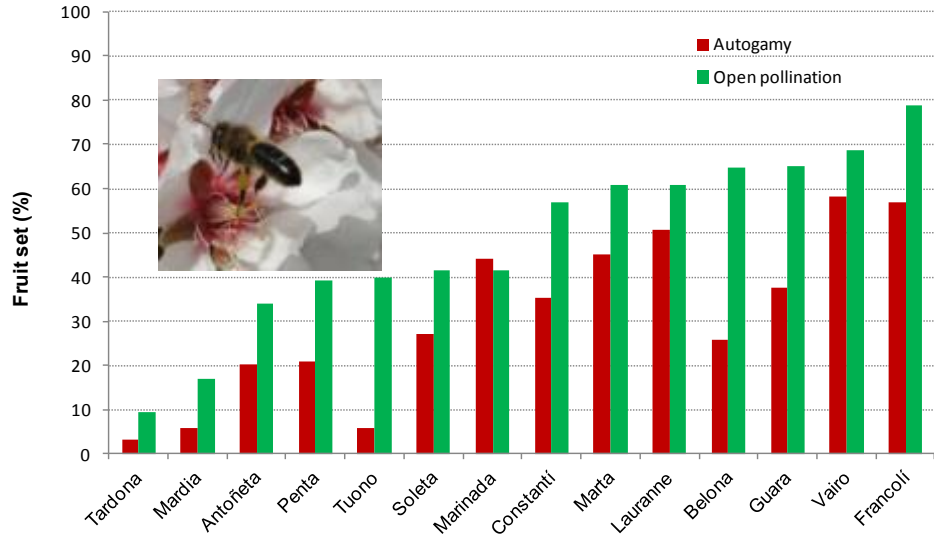 100
90
80
70
60
50
40
30
20
10
0
Fruit set (%)
Autogamy
Open pollination
Tardona
Mardia
Antoñeta
Penta
Tuono
Soleta
Marinada
Constantí
Marta
Lauranne
Belona
Guara
Vairo
Francolí